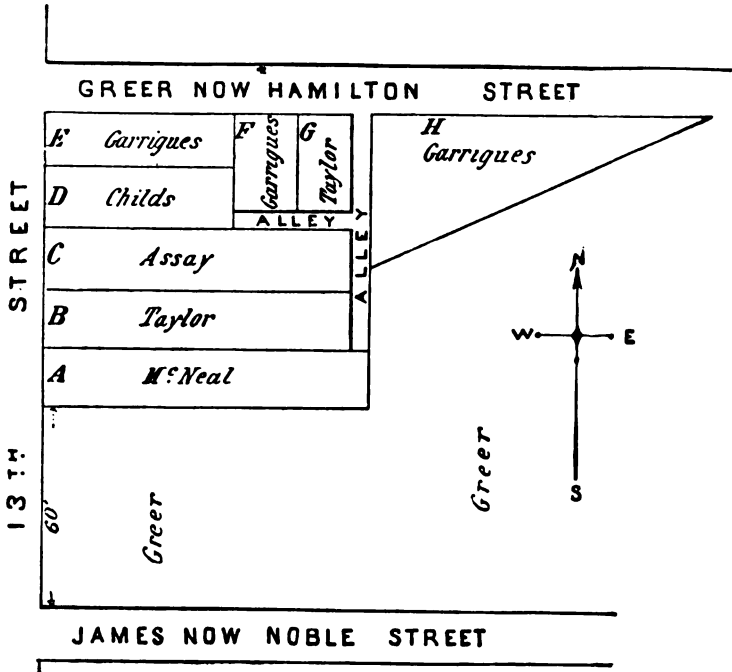 GREER NOW HAMILTON STREET
E Garrigues
F Garrigues
G Taylor
H Garrigues
D Childs
ALLEY
ALLEY
C Assay
B Taylor
A McNeal
13TH STREET
60'
Greer
Greer
N
W E
S
JAMES NOW NOBLE STREET